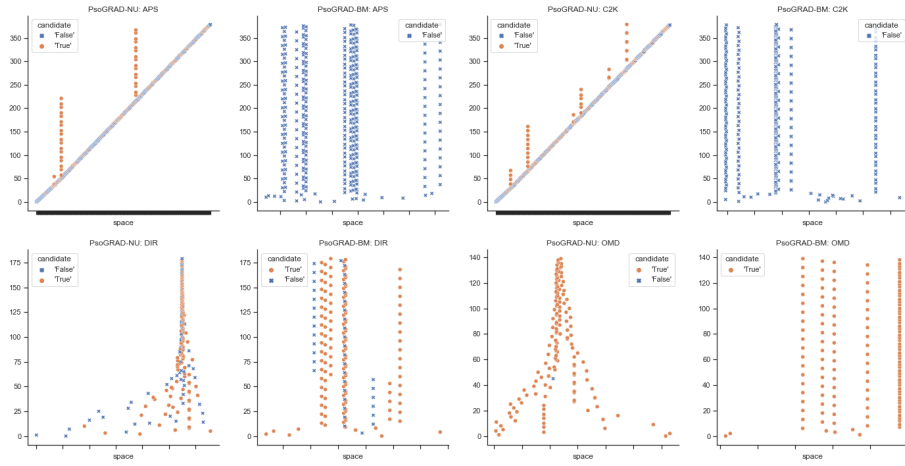 PsoGRAD-NU: APS
candidate
'False'
'True'
350
300
250
200
150
100
50
0
space
PsoGRAD-BM: APS
candidate
'False'
350
300
250
200
150
100
50
0
space
PsoGRAD-NU: C2K
candidate
'False'
'True'
350
300
250
200
150
100
50
0
space
PsoGRAD-BM: C2K
candidate
'False'
350
300
250
200
150
100
50
0
space
PsoGRAD-NU: DIR
candidate
'False'
'True'
175
150
125
100
75
50
25
0
space
PsoGRAD-BM: DIR
candidate
'True'
'False'
175
150
125
100
75
50
25
0
space
PsoGRAD-NU: OMD
candidate
'True'
'False'
140
120
100
80
60
40
20
0
space
PsoGRAD-BM: OMD
candidate
'True'
140
120
100
80
60
40
20
0
space